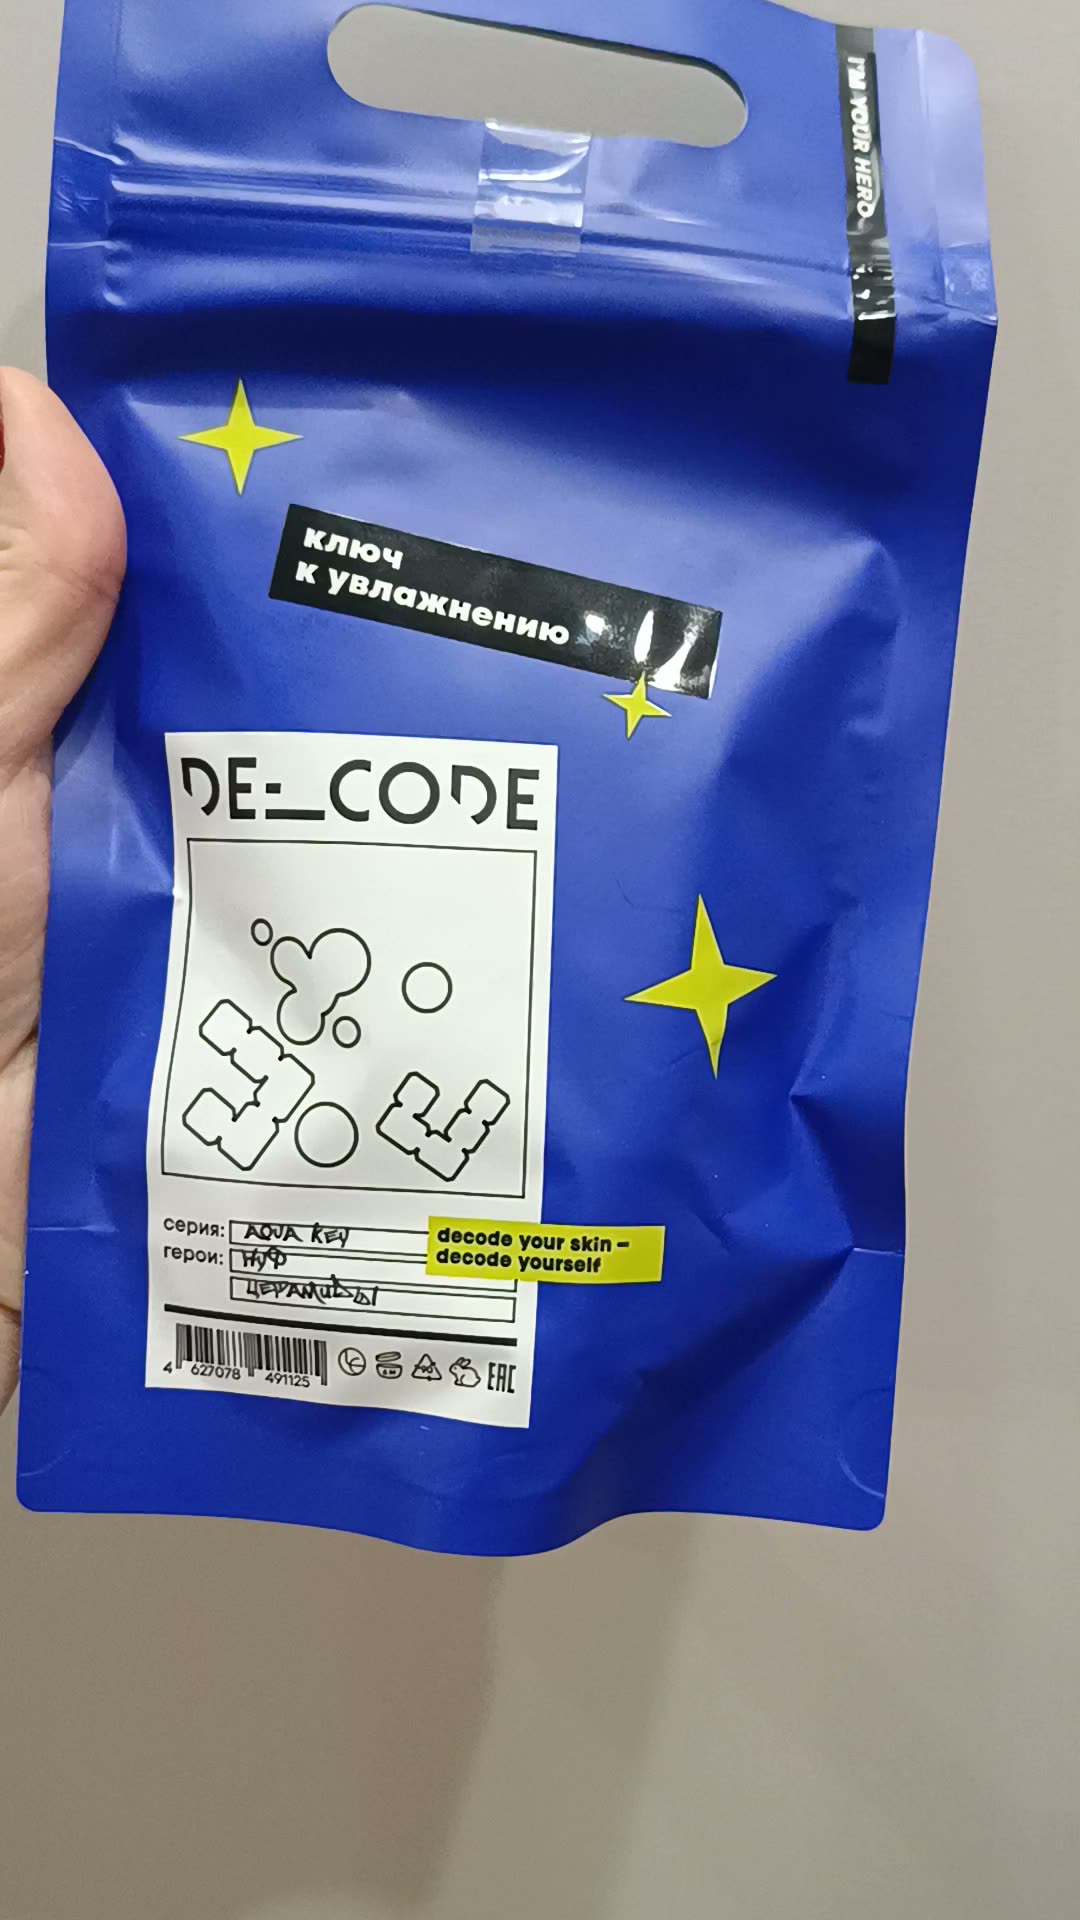 I'M YOUR HERO
ключ
к увлажнению
DE_CODE
серия: AQUA KEY
герои: НУФ
ЦЕРАМИДЫ
decode your skin –
decode yourself
4 627078 491125
EAC